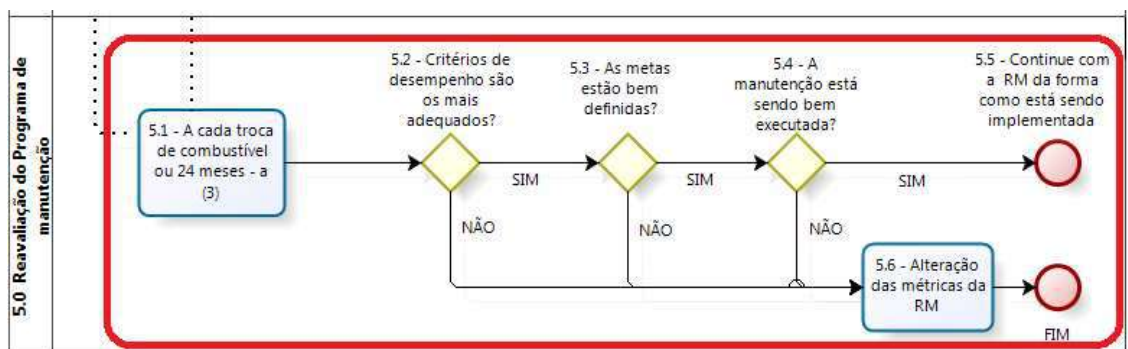 5.0 Reavaliação do Programa de
manutenção
5.1 - A cada troca
de combustível
ou 24 meses - a
(3)
5.2 - Critérios de
desempenho são
os mais
adequados?
SIM
NÃO
5.3 - As metas
estão bem
definidas?
SIM
NÃO
5.4 - A
manutenção está
sendo bem
executada?
SIM
NÃO
5.5 - Continue com
a RM da forma
como está sendo
implementada
5.6 - Alteração
das métricas da
RM
FIM